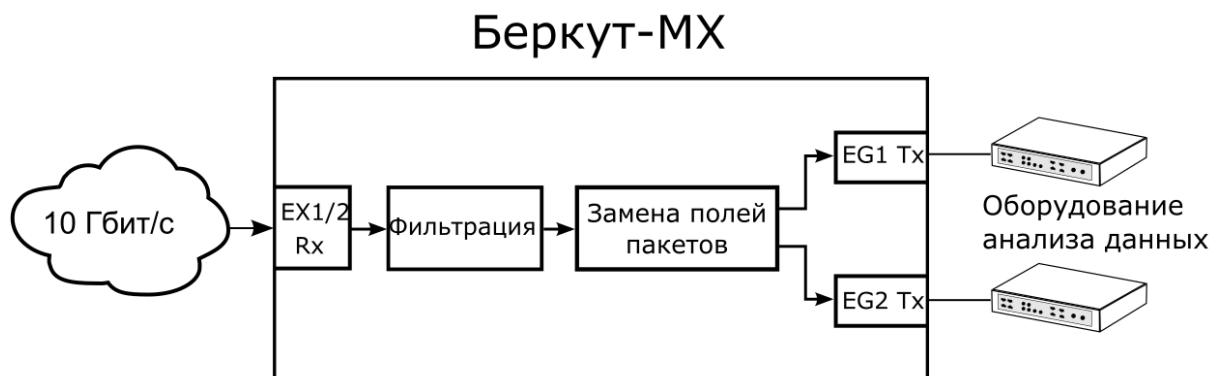 Беркут-MX
10 Гбит/с
EX1/2
Rx
Фильтрация
Замена полей
пакетов
EG1 Tx
EG2 Tx
Оборудование
анализа данных